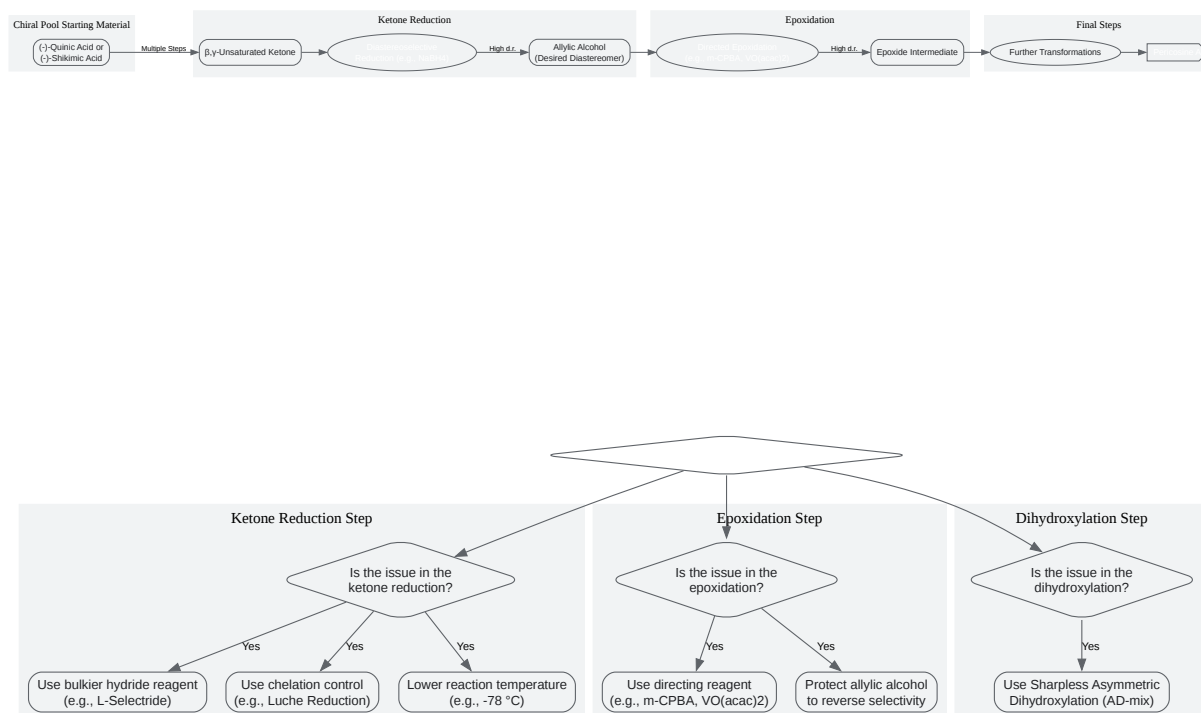 Chiral Pool Starting Material
Ketone Reduction
Epoxidation
Final Steps
(-)-Quinic Acid or
(-)-Shikimic Acid
Multiple Steps
β,γ-Unsaturated Ketone
High d.r.
Allylic Alcohol
(Desired Diastereomer)
(e.g., m-CPBA, VO(acac)2)
High d.r.
Epoxide Intermediate
Further Transformations
Ketone Reduction Step
Epoxidation Step
Dihydroxylation Step
Is the issue in the
ketone reduction?
Is the issue in the
epoxidation?
Is the issue in the
dihydroxylation?
Yes
Yes
Yes
Yes
Yes
Yes
Use bulkier hydride reagent
(e.g., L-Selectride)
Use chelation control
(e.g., Luche Reduction)
Lower reaction temperature
(e.g., -78 °C)
Use directing reagent
(e.g., m-CPBA, VO(acac)2)
Protect allylic alcohol
to reverse selectivity
Use Sharpless Asymmetric
Dihydroxylation (AD-mix)